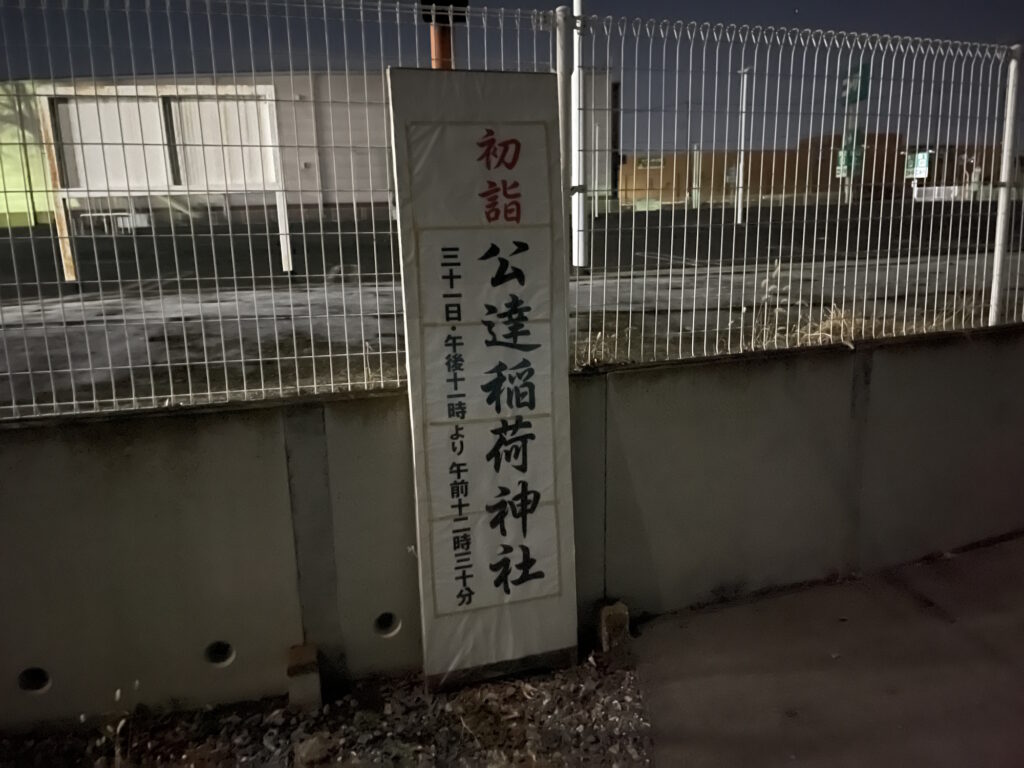 初詣
公達稲荷神社
三十一日・午後十一時より午前十二時三十分